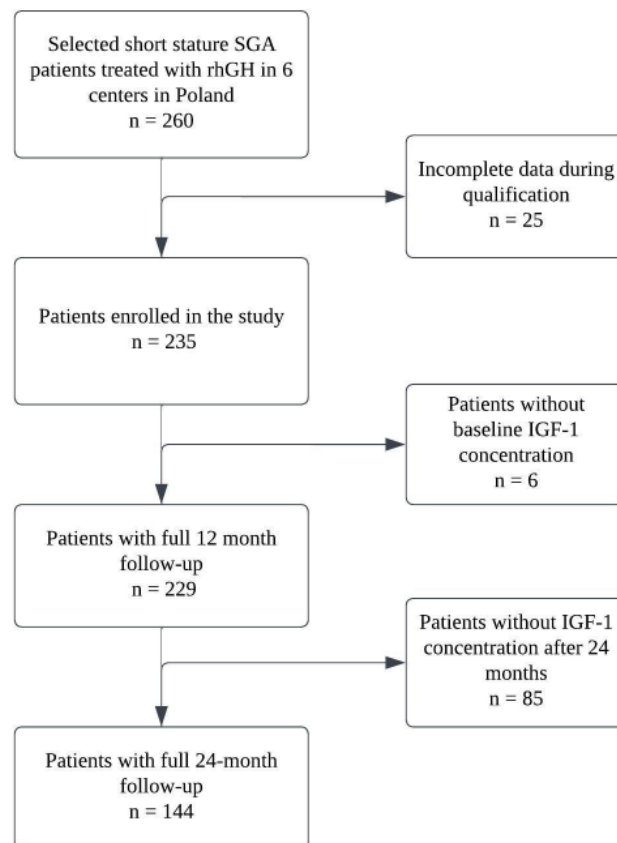 Selected short stature SGA
patients treated with rhGH in 6
centers in Poland
n = 260
Incomplete data during
qualification
n = 25
Patients enrolled in the study
n = 235
Patients without
baseline IGF-1
concentration
n = 6
Patients with full 12 month
follow-up
n = 229
Patients without IGF-1
concentration after 24
months
n = 85
Patients with full 24-month
follow-up
n = 144